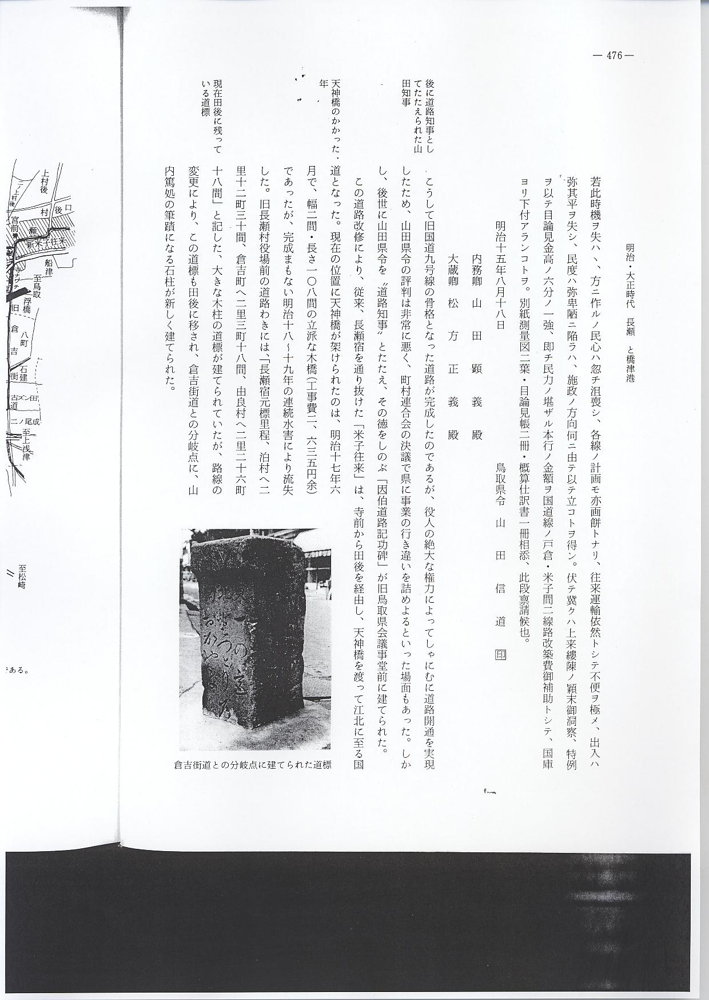 ― 476 ―
明治・大正時代　長瀬　と橋津港
若此時機ヲ失ハヽ、方ニ作ルノ民心ハ忽チ沮喪シ、各線ノ計画モ亦画餅トナリ、往来運輸依然トシテ不便ヲ極メ、出入ハ
弥其平ヲ失シ、民度ハ弥卑陋ニ陥ラハ、施政ノ方向何ニ由テ以テ立コトヲ得ン。伏テ冀クハ上来縷陳ノ顚末御洞察、特例
ヲ以テ目論見金高ノ六分ノ一強、即チ民力ノ堪ザル本行ノ金額ヲ国道線ノ戸倉・米子間二線路改築費御補助トシテ、国庫
ヨリ下付アランコトヲ。別紙測量図二葉・目論見帳二冊・概算仕訳書一冊相添、此段禀請候也。
明治十五年八月十八日　鳥取県令　山田信道　㊞
内務卿　山田顕義殿
大蔵卿　松方正義殿
後に道路知事とし
てたたえられた山
田知事
こうして旧国道九号線の骨格となった道路が完成したのであるが、役人の絶大な権力によってしゃにむに道路開通を実現
したため、山田県令の評判は非常に悪く、町村連合会の決議で県に事業の行き違いを詰めよるといった場面もあった。しか
し、後世に山田県令を〝道路知事〟とたたえ、その徳をしのぶ「因伯道路記功碑」が旧鳥取県会議事堂前に建てられた。
この道路改修により、従来、長瀬宿を通り抜けた「米子往来」は、寺前から田後を経由し、天神橋を渡って江北に至る国
天神橋のかかった
年
道となった。現在の位置に天神橋が架けられたのは、明治十七年六
月で、幅二間・長さ一〇八間の立派な木橋（工事費二、六三五円余）
であったが、完成まもない明治十八～十九年の連続水害により流失
した。旧長瀬村役場前の道路わきには、「長瀬宿元標里程、泊村へ二
里十二町三十間、倉吉町へ二里三町十八間、由良村へ二里二十六町
現在田後に残って
いる道標
十八間」と記した、大きな木柱の道標が建てられていたが、路線の
変更により、この道標も田後に移され、倉吉街道との分岐点に、山
内篤処の筆蹟になる石柱が新しく建てられた。
倉吉街道との分岐点に建てられた道標
上村後
村後口
宮前
瀬
新米子往来
船津
至鳥取
浮橋
旧
倉吉街道
八町
石建
古ズン田
二ノ尾成
至上浅津
至松崎
である。